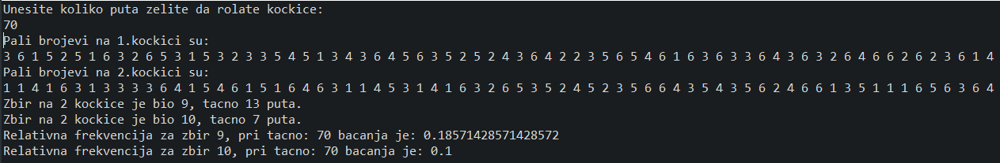 Unesite koliko puta zelite da rolate kockice:
70
Pali brojevi na 1.kockici su:
3 6 1 5 2 5 1 6 3 2 6 5 3 1 5 3 2 3 3 5 4 5 1 3 4 3 6 4 5 6 3 5 2 5 2 4 3 6 4 2 2 3 5 6 5 4 6 1 6 3 6 3 3 6 4 3 6 3 2 6 4 6 6 2 6 2 3 6 1 4
Pali brojevi na 2.kockici su:
1 1 4 1 6 3 1 3 3 3 3 6 4 1 5 4 6 1 5 1 6 4 6 3 1 1 4 5 3 1 4 1 6 3 2 6 5 3 5 2 4 5 2 3 5 6 6 4 3 5 4 3 5 6 2 4 6 6 1 3 5 1 1 1 6 5 6 3 6 4
Zbir na 2 kockice je bio 9, tacno 13 puta.
Zbir na 2 kockice je bio 10, tacno 7 puta.
Relativna frekvencija za zbir 9, pri tacno: 70 bacanja je: 0.18571428571428572
Relativna frekvencija za zbir 10, pri tacno: 70 bacanja je: 0.1